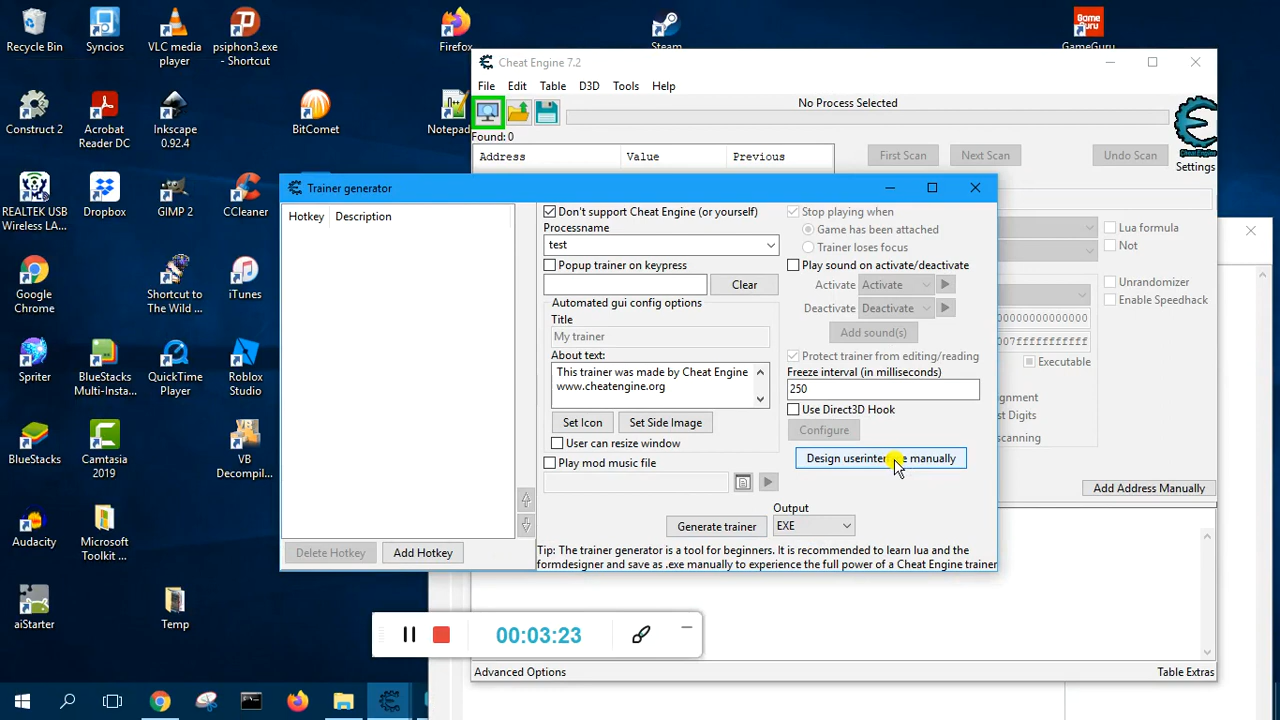 Recycle Bin
Syncios
VLC media
player
psiphon3.exe
- Shortcut
Firefox
Steam
GameGuru
Construct 2
Acrobat
Reader DC
Inkscape
0.92.4
BitComet
Notepad
REALTEK USB
Wireless LA...
Dropbox
GIMP 2
CCleaner
Google
Chrome
Shortcut to
The Wild ...
iTunes
Spriter
BlueStacks
Multi-Insta...
QuickTime
Player
Roblox
Studio
BlueStacks
Camtasia
2019
VB
Decompil...
Audacity
Microsoft
Toolkit ...
aiStarter
Temp
Cheat Engine 7.2
File Edit Table D3D Tools Help
No Process Selected
Found: 0
Address Value Previous
First Scan Next Scan Undo Scan
Cheat Engine
Settings
Lua formula
Not
Unrandomizer
Enable Speedhack
00000000000000
007fffffffffff
Executable
Digits
Add Address Manually
Advanced Options
Table Extras
Trainer generator
Hotkey Description
Delete Hotkey
Add Hotkey
Don't support Cheat Engine (or yourself)
Processname
test
Popup trainer on keypress
Clear
Automated gui config options
Title
My trainer
About text:
This trainer was made by Cheat Engine
www.cheatengine.org
Set Icon
Set Side Image
User can resize window
Play mod music file
Stop playing when
Game has been attached
Trainer loses focus
Play sound on activate/deactivate
Activate Activate
Deactivate Deactivate
Add sound(s)
Protect trainer from editing/reading
Freeze interval (in milliseconds)
250
Use Direct3D Hook
Configure
Design userinter manually
Generate trainer
Output
EXE
Tip: The trainer generator is a tool for beginners. It is recommended to learn lua and the
formdesigner and save as .exe manually to experience the full power of a Cheat Engine trainer
00:03:23